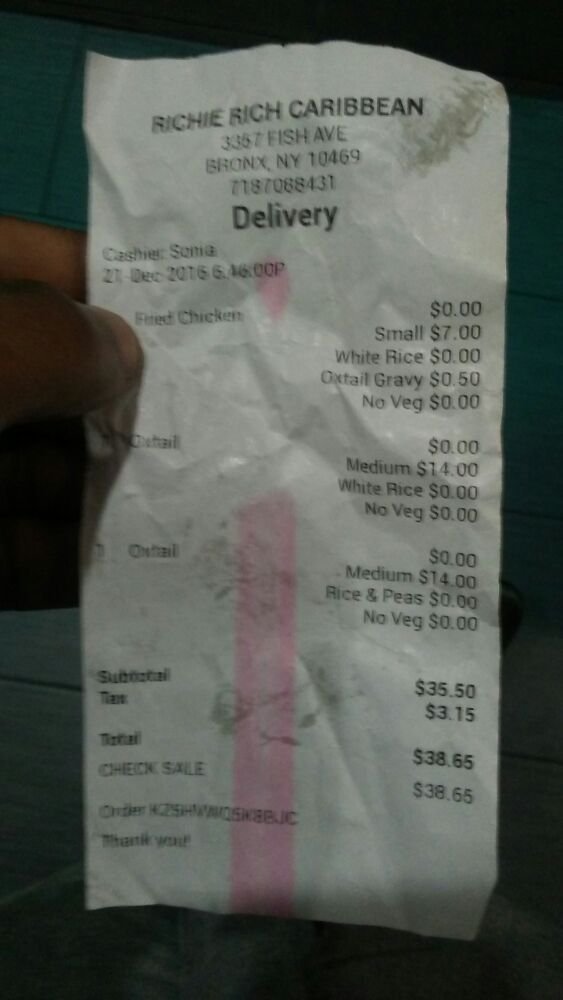 RICHIE RICH CARIBBEAN
3367 FISH AVE
BRONX, NY 10469
7187088431
Delivery
Cashier: Sonia
21-Dec-2016 6:46:00P
Fried Chicken $0.00
Small $7.00
White Rice $0.00
Oxtail Gravy $0.50
No Veg $0.00
1 Oxtail $0.00
Medium $14.00
White Rice $0.00
No Veg $0.00
1 Oxtail $0.00
Medium $14.00
Rice & Peas $0.00
No Veg $0.00
Subtotal $35.50
Tax $3.15
Total $38.65
CHECK SALE $38.65
Order
Thank you!